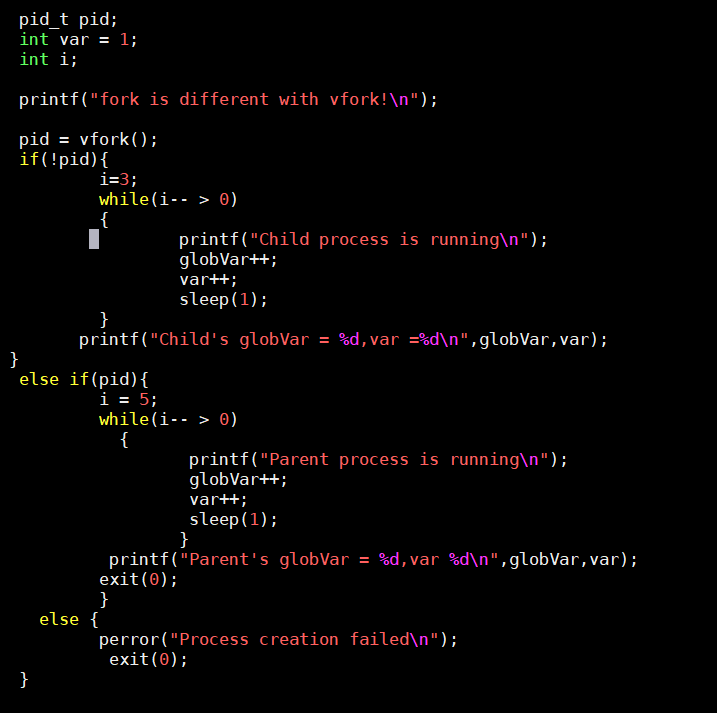 pid_t pid;
int var = 1;
int i;
printf("fork is different with vfork!\n");
pid = vfork();
if(!pid){
i=3;
while(i-- > 0)
{
printf("Child process is running\n");
globVar++;
var++;
sleep(1);
}
printf("Child's globVar = %d,var =%d\n",globVar,var);
}
else if(pid){
i = 5;
while(i-- > 0)
{
printf("Parent process is running\n");
globVar++;
var++;
sleep(1);
}
printf("Parent's globVar = %d,var %d\n",globVar,var);
exit(0);
}
else {
perror("Process creation failed\n");
exit(0);
}